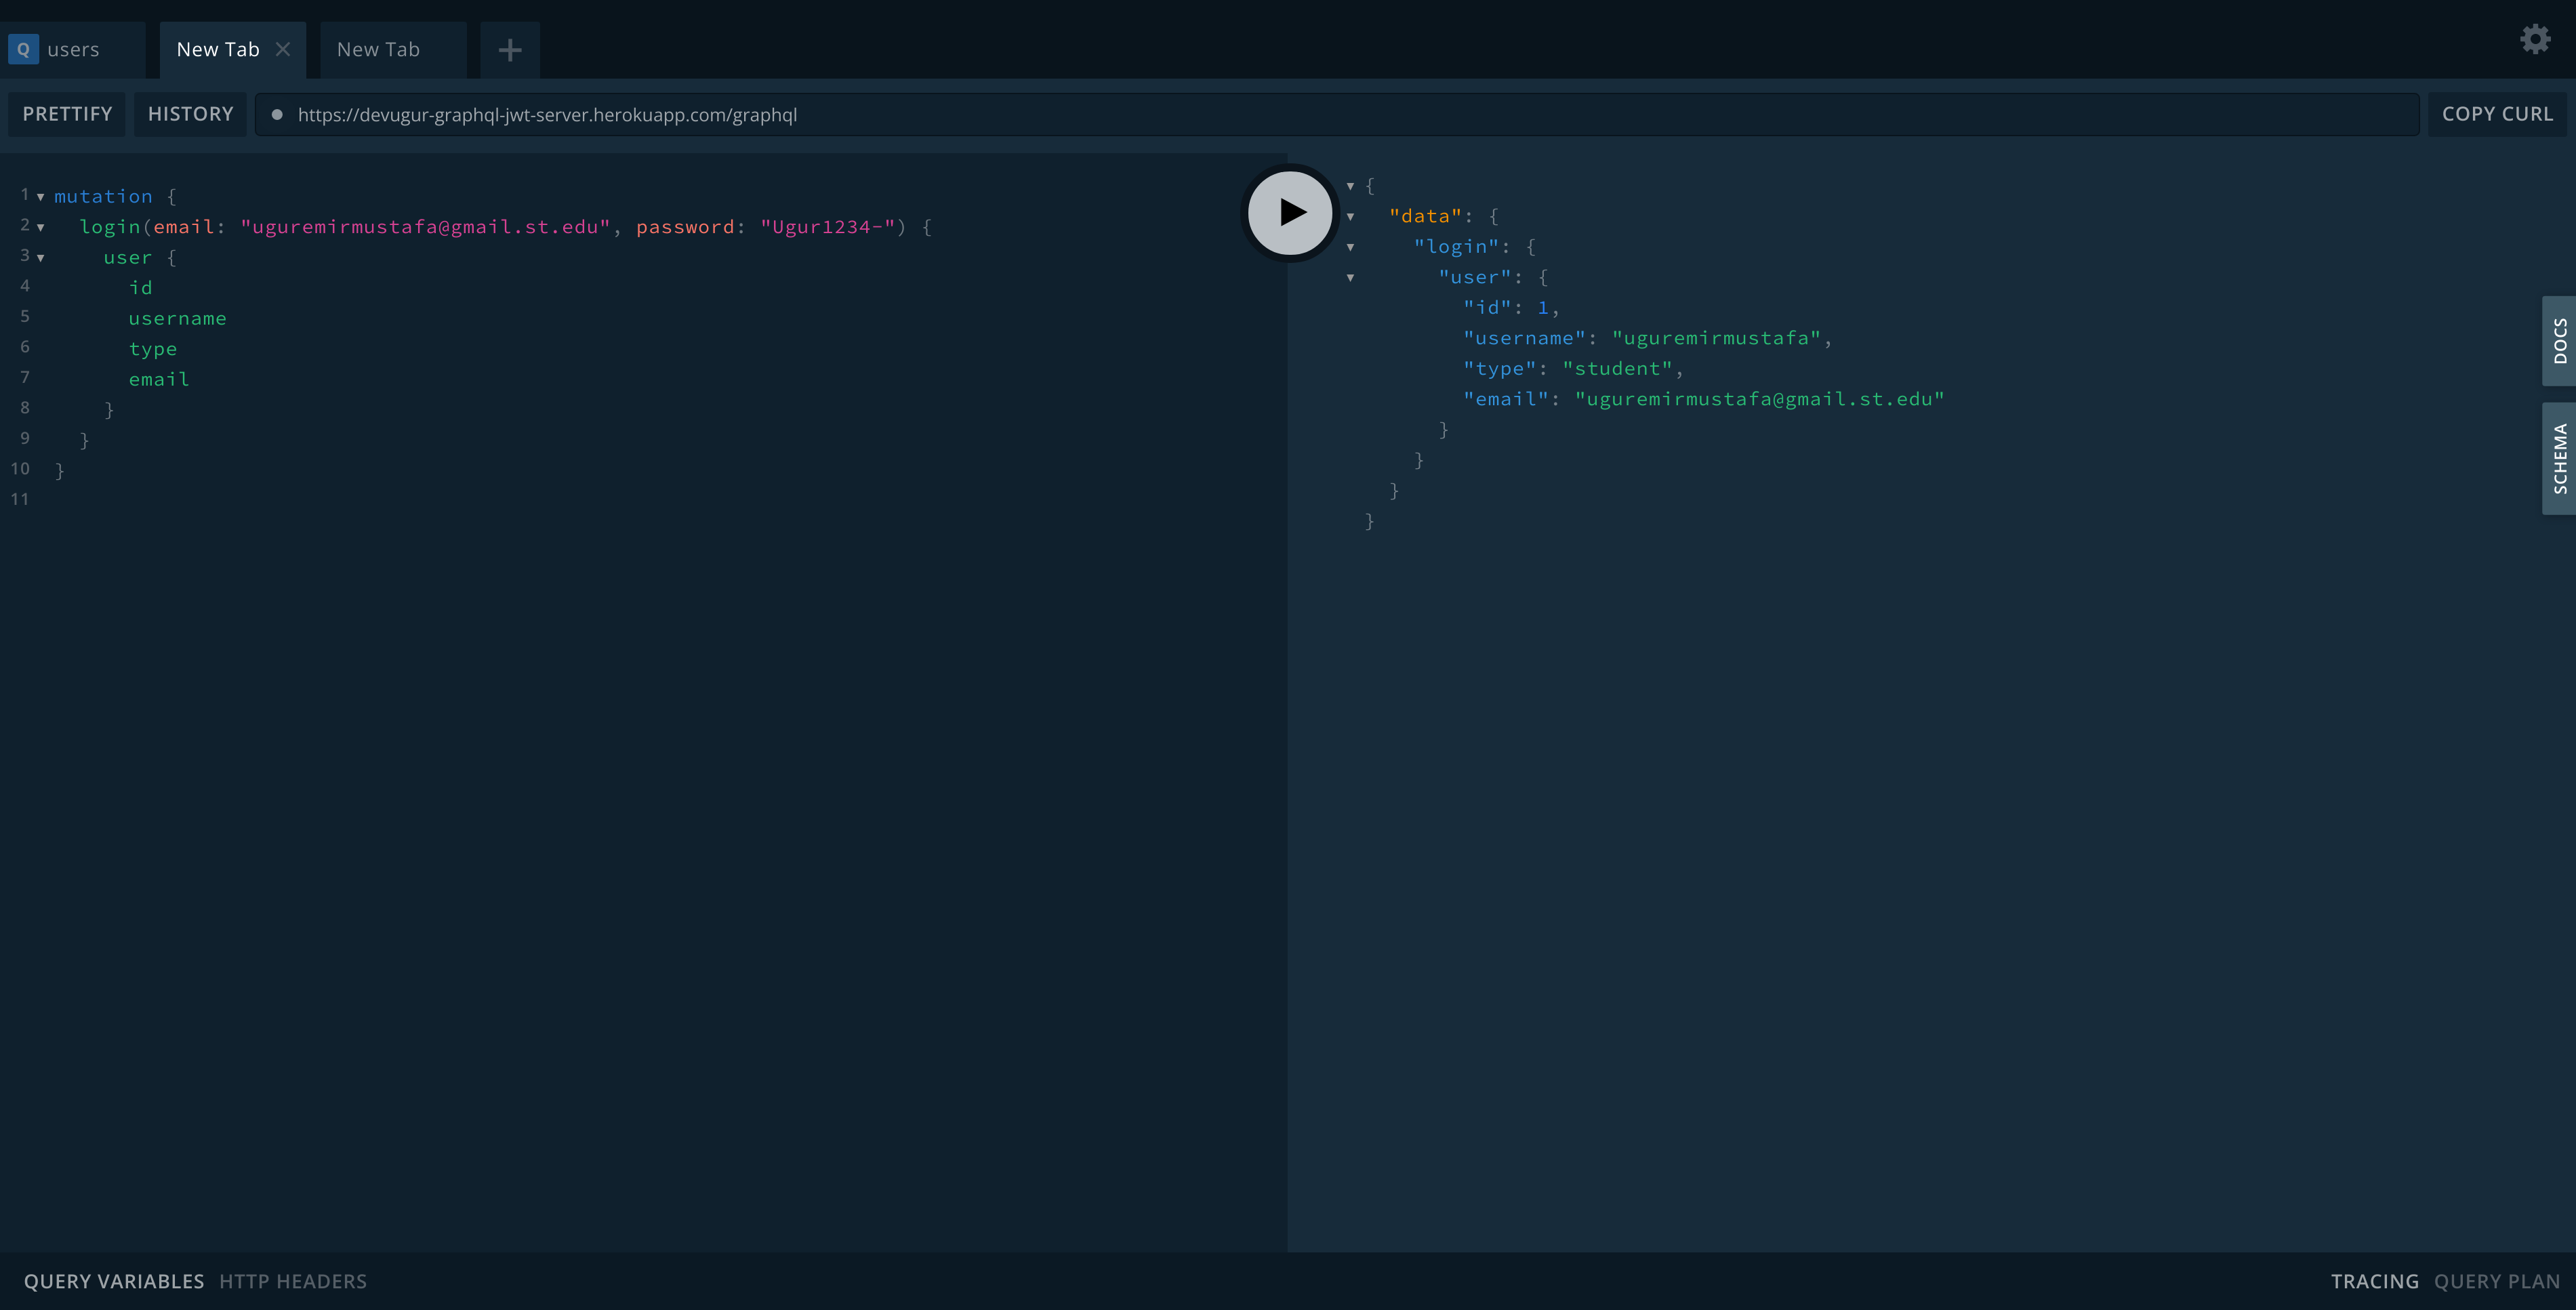 Q users New Tab New Tab
PRETTIFY HISTORY https://devugur-graphql-jwt-server.herokuapp.com/graphql COPY CURL
1 mutation {
2 login(email: "uguremirmustafa@gmail.st.edu", password: "Ugur1234-") {
3 user {
4 id
5 username
6 type
7 email
8 }
9 }
10 }
11
{
"data": {
"login": {
"user": {
"id": 1,
"username": "uguremirmustafa",
"type": "student",
"email": "uguremirmustafa@gmail.st.edu"
}
}
}
}
DOCS
SCHEMA
QUERY VARIABLES HTTP HEADERS TRACING QUERY PLAN